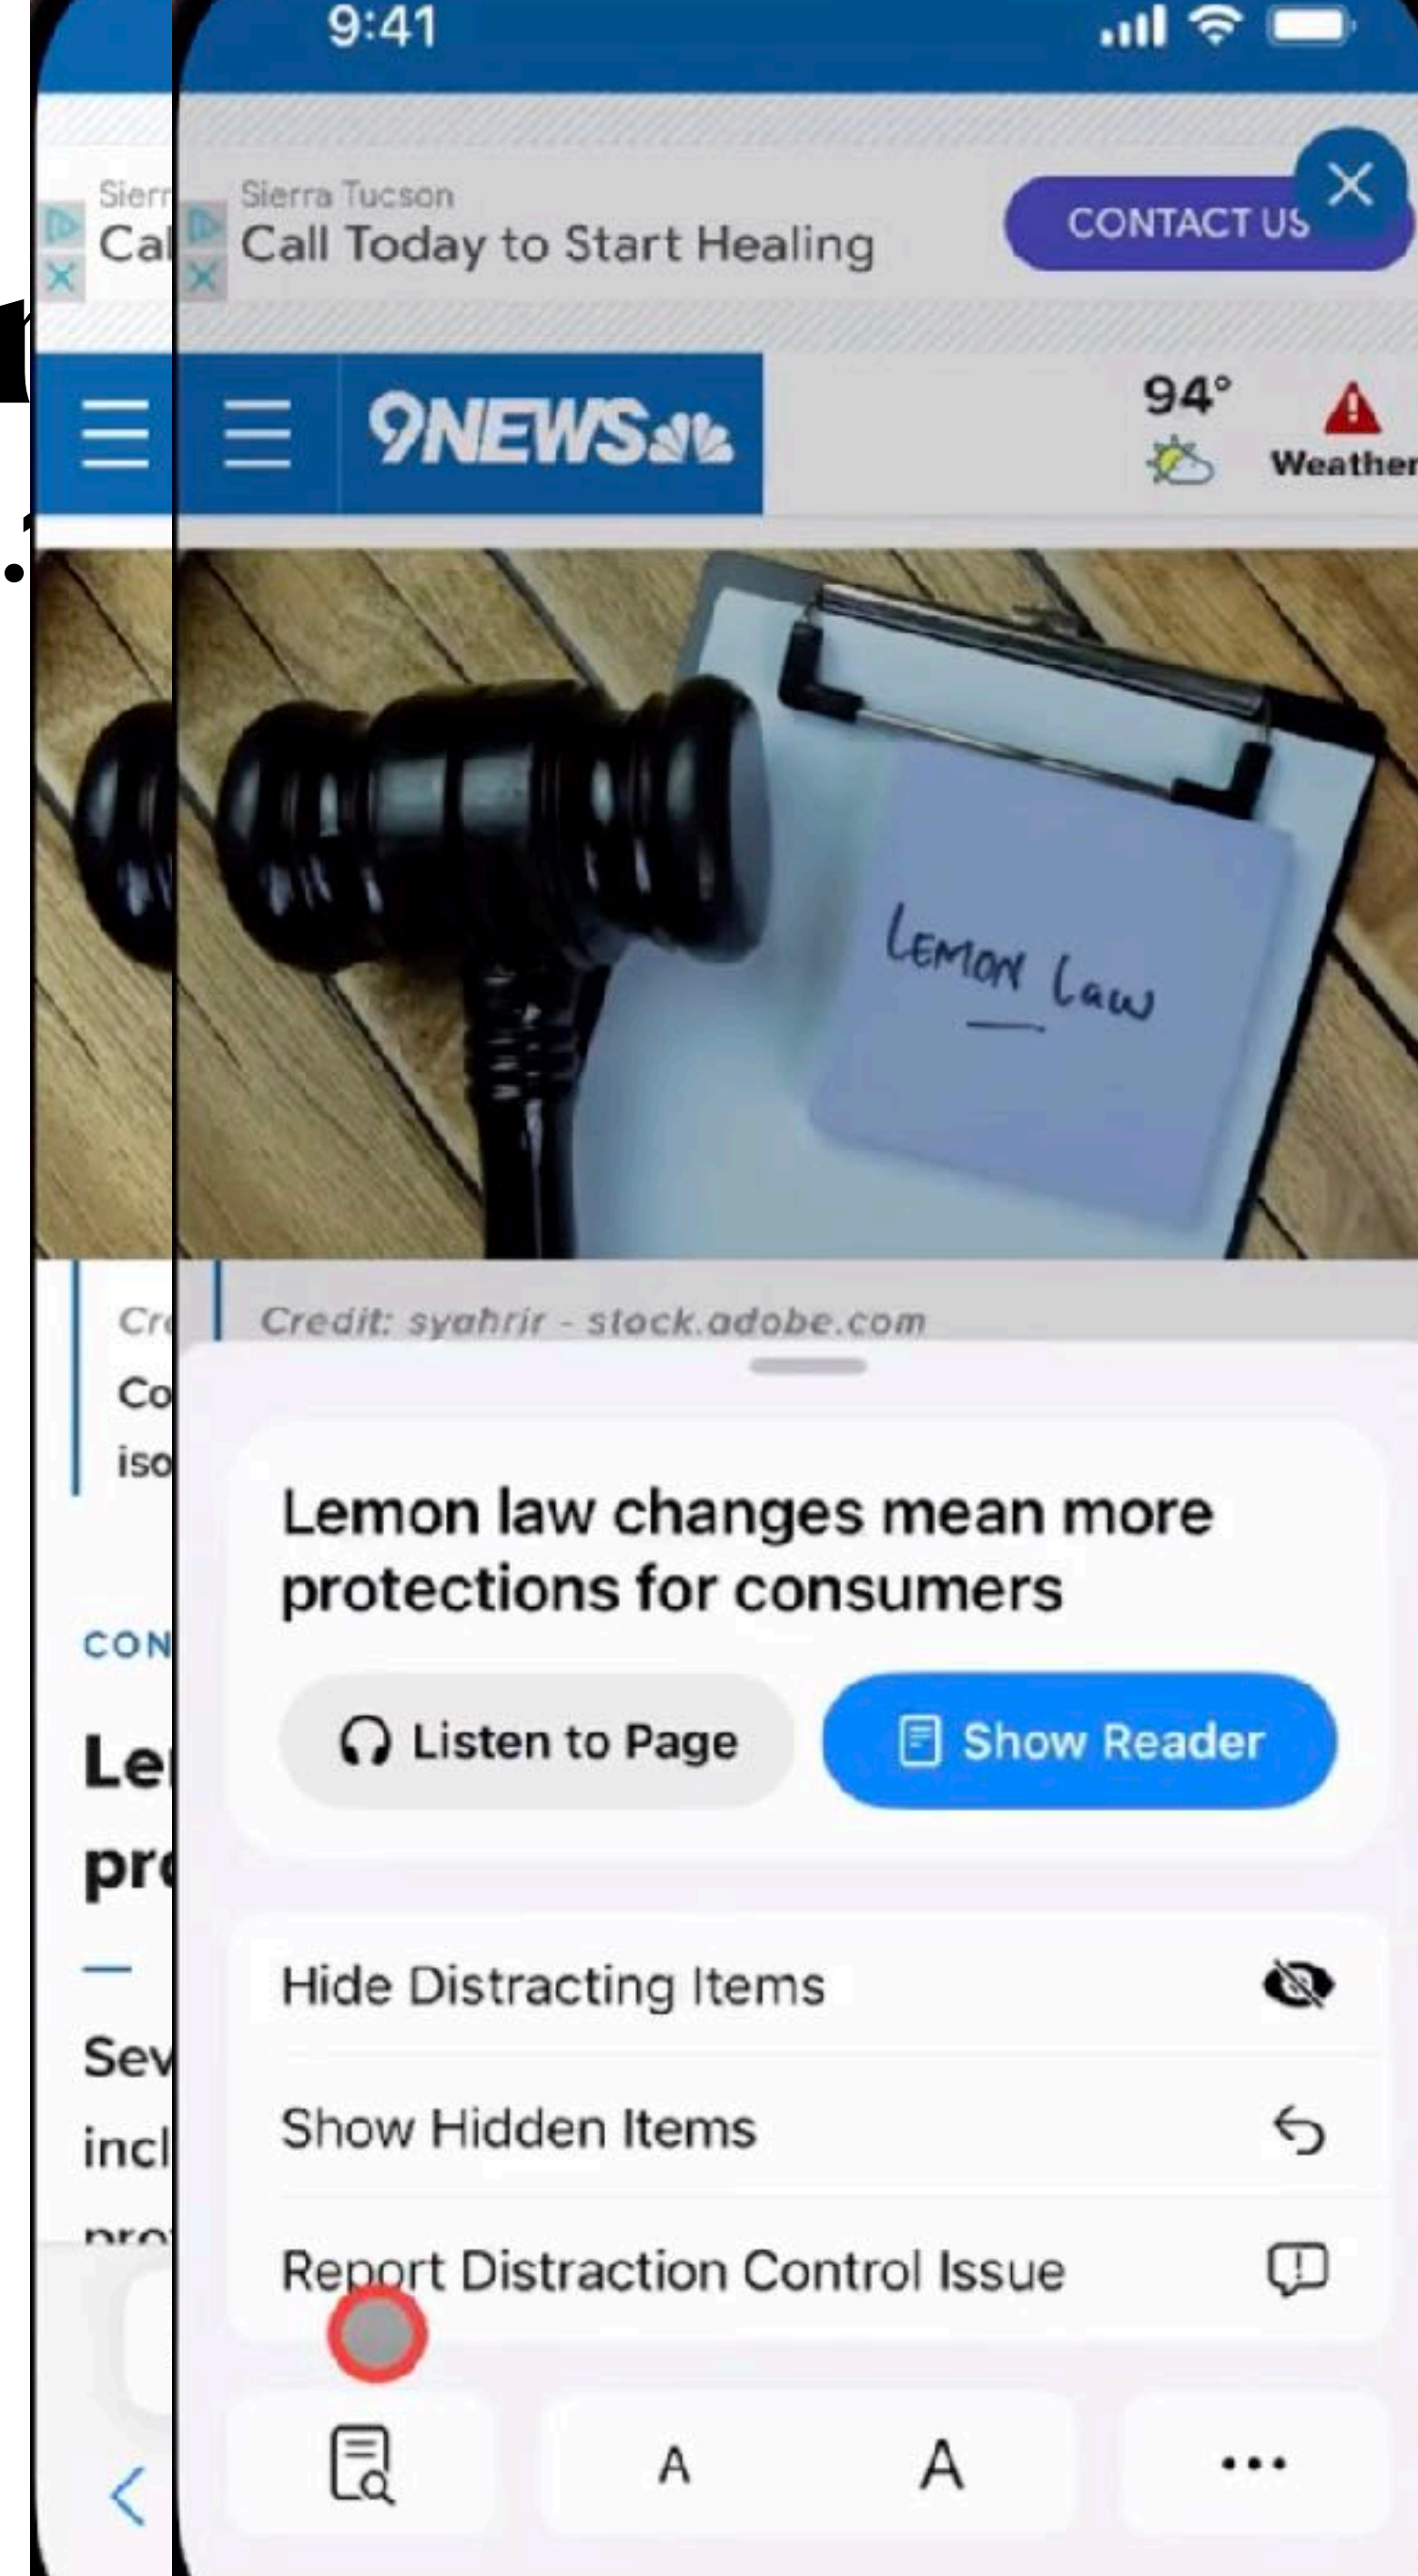 9:41
Sierra Tucson
Call Today to Start Healing
CONTACT US
9NEWS
94°
Weather
LEMON Law
Credit: syahrir - stock.adobe.com
Lemon law changes mean more
protections for consumers
Listen to Page
Show Reader
Hide Distracting Items
Show Hidden Items
Report Distraction Control Issue
A A